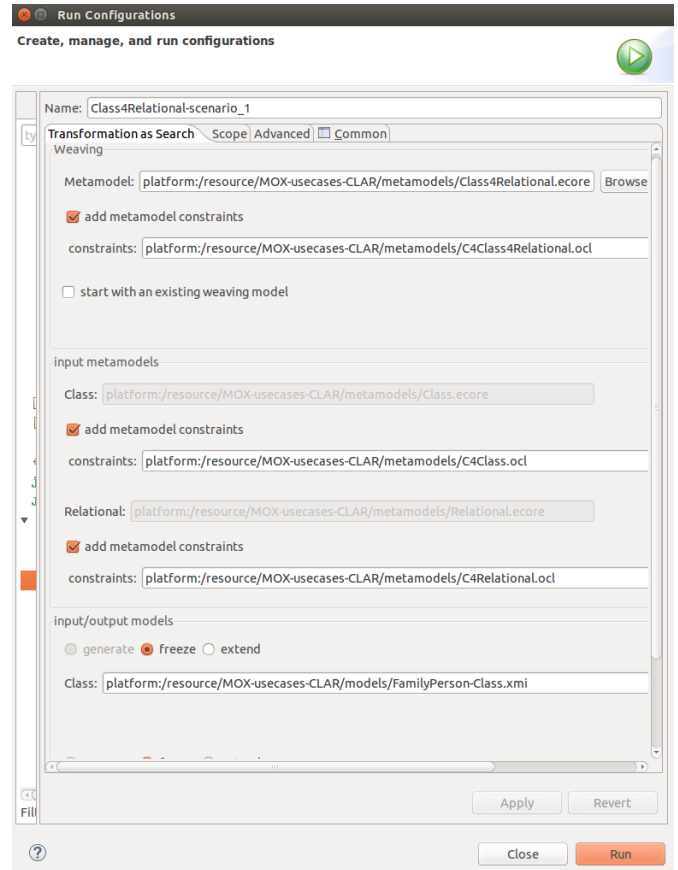 Run Configurations
Create, manage, and run configurations
Name: Class4Relational-scenario_1
ty
Transformation as Search Scope Advanced Common
Weaving
Metamodel: platform:/resource/MOX-usecases-CLAR/metamodels/Class4Relational.ecore Browse
add metamodel constraints
constraints: platform:/resource/MOX-usecases-CLAR/metamodels/C4Class4Relational.ocl
start with an existing weaving model
input metamodels
Class: platform:/resource/MOX-usecases-CLAR/metamodels/Class.ecore
add metamodel constraints
constraints: platform:/resource/MOX-usecases-CLAR/metamodels/C4Class.ocl
Relational: platform:/resource/MOX-usecases-CLAR/metamodels/Relational.ecore
add metamodel constraints
constraints: platform:/resource/MOX-usecases-CLAR/metamodels/C4Relational.ocl
input/output models
generate freeze extend
Class: platform:/resource/MOX-usecases-CLAR/models/FamilyPerson-Class.xmi
Apply Revert
Fil
Close Run